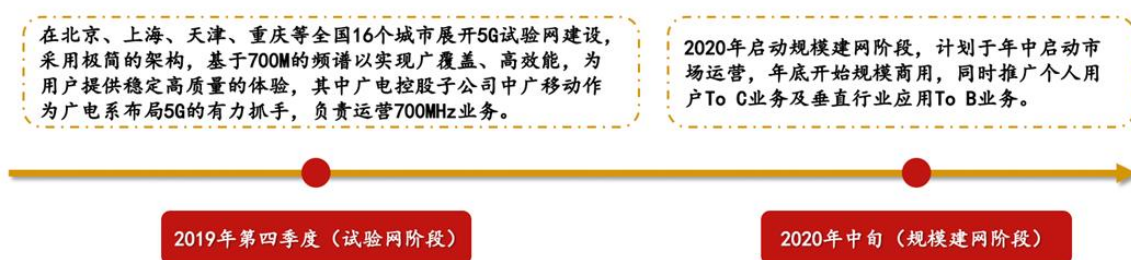 在北京、上海、天津、重庆等全国16个城市展开5G试验网建设，
采用极简的架构，基于700M的频谱以实现广覆盖、高效能，为
用户提供稳定高质量的体验，其中广电控股子公司中广移动作
为广电系布局5G的有力抓手，负责运营700MHz业务。
2020年启动规模建网阶段，计划于年中启动市
场运营，年底开始规模商用，同时推广个人用
户To C业务及垂直行业应用To B业务。
2019年第四季度（试验网阶段）
2020年中旬（规模建网阶段）